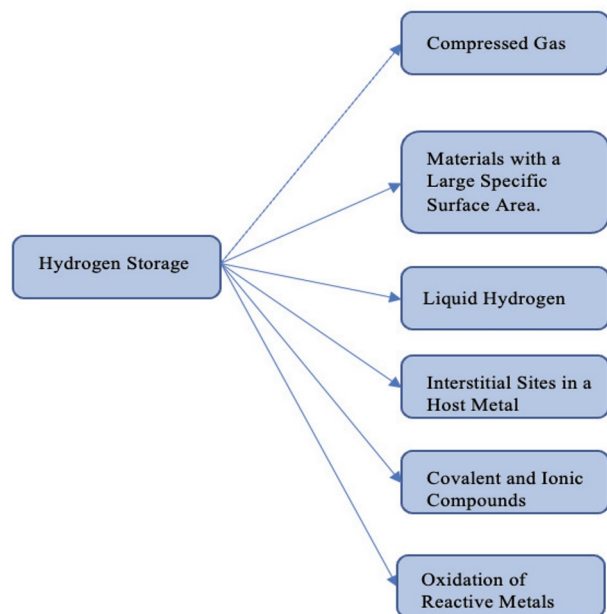 Compressed Gas
Materials with a
Large Specific
Surface Area.
Hydrogen Storage
Liquid Hydrogen
Interstitial Sites in a
Host Metal
Covalent and Ionic
Compounds
Oxidation of
Reactive Metals